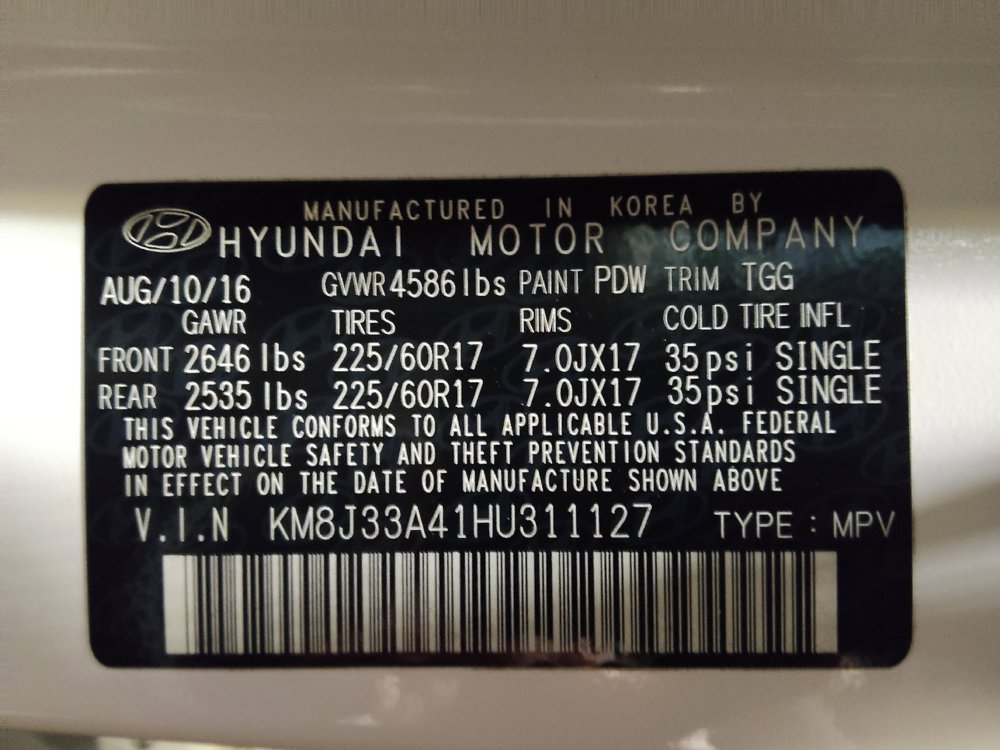 MANUFACTURED IN KOREA BY
HYUNDAI MOTOR COMPANY
AUG/10/16 GVWR 4586lbs PAINT PDW TRIM TGG
GAWR TIRES RIMS COLD TIRE INFL
FRONT 2646 lbs 225/60R17 7.0JX17 35psi SINGLE
REAR 2535 lbs 225/60R17 7.0JX17 35psi SINGLE
THIS VEHICLE CONFORMS TO ALL APPLICABLE U.S.A. FEDERAL
MOTOR VEHICLE SAFETY AND THEFT PREVENTION STANDARDS
IN EFFECT ON THE DATE OF MANUFACTURE SHOWN ABOVE
V.I.N KM8J33A41HU311127 TYPE : MPV